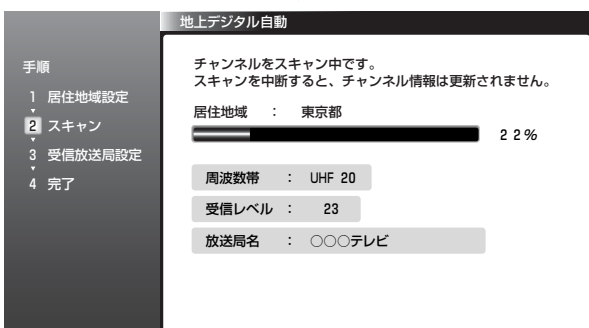 地上デジタル自動
手順
1 居住地域設定
2 スキャン
3 受信放送局設定
4 完了
チャンネルをスキャン中です。
スキャンを中断すると、チャンネル情報は更新されません。
居住地域 : 東京都
22%
周波数帯 : UHF 20
受信レベル : 23
放送局名 : ○○○テレビ